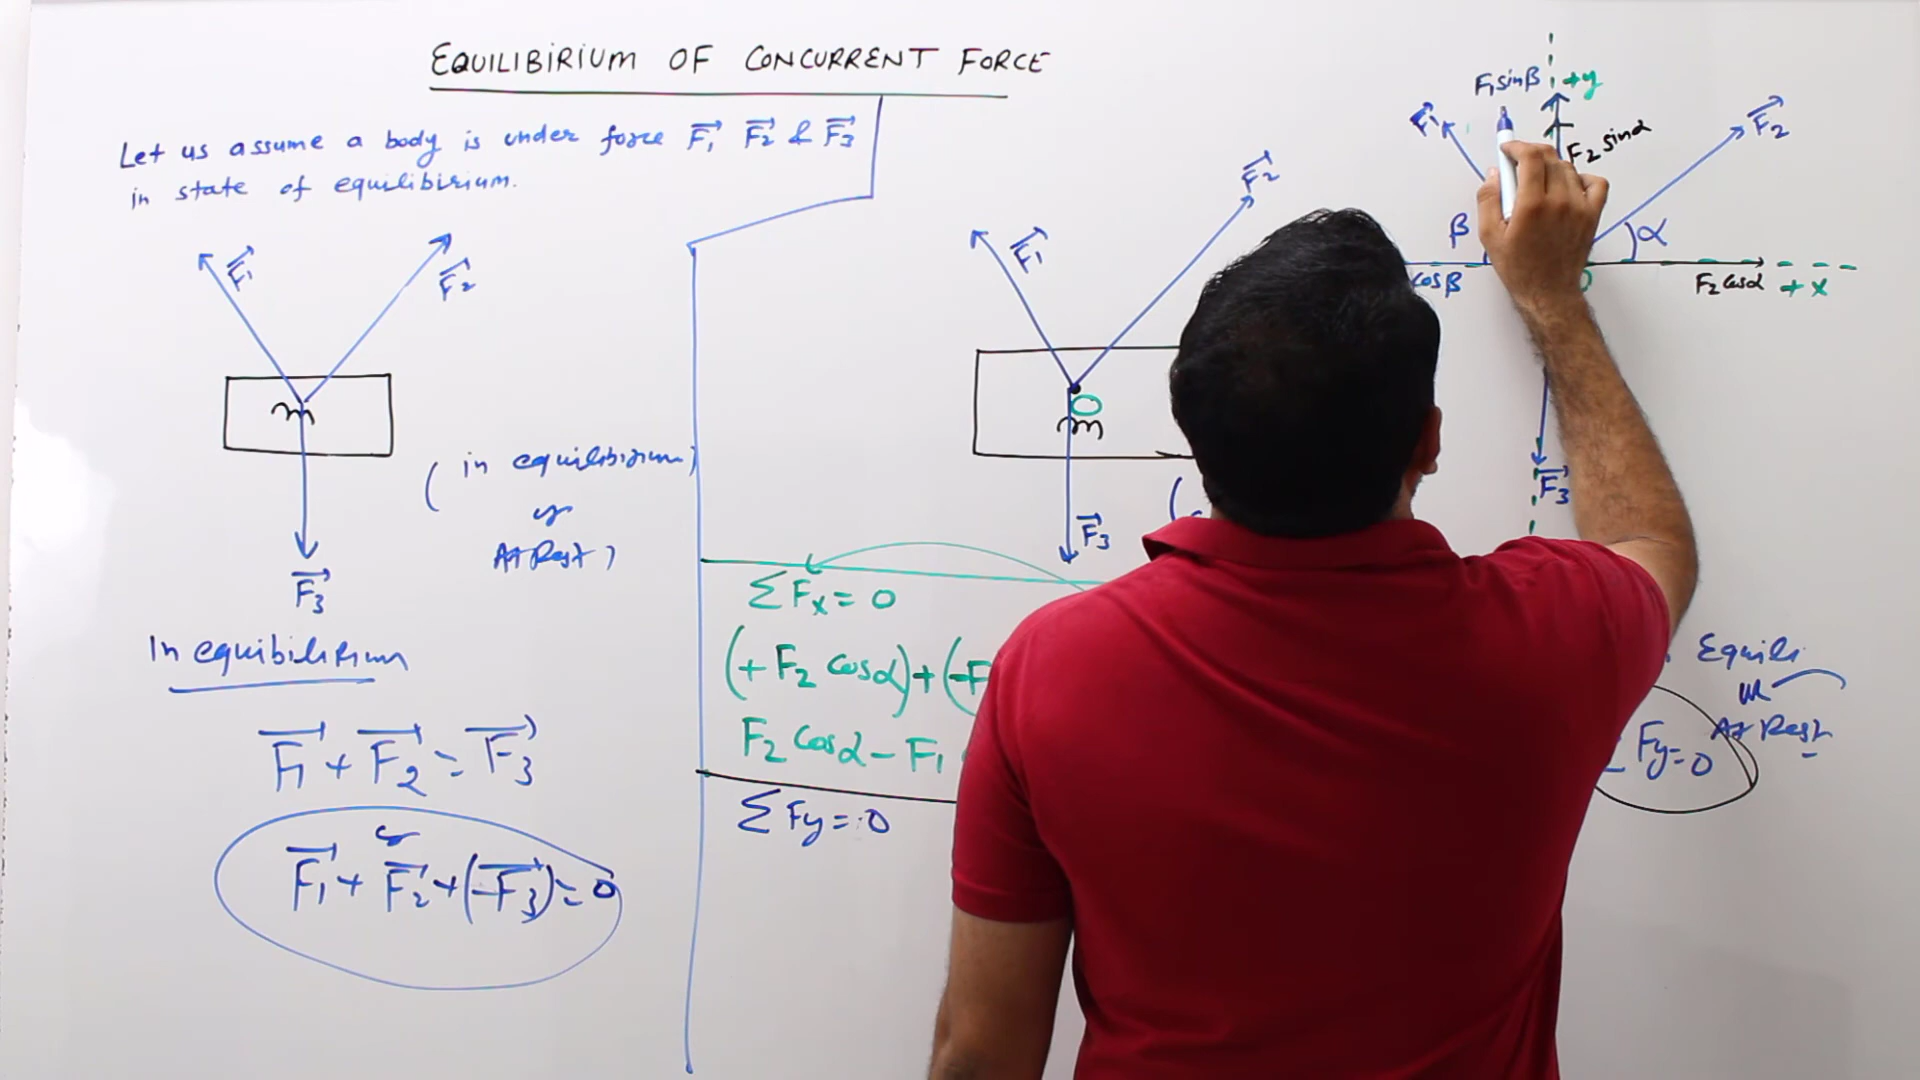 EQUILIBIRIUM OF CONCURRENT FORCE
Let us assume a body is under force F₁ F₂ & F₃
in state of equilibirium.
F₁
F₂
m
F₃
( in equilibirium)
or
At Rest )
In equibilirium
F₁ + F₂ = F₃
or
F₁ + F₂ + (-F₃) = 0
F₁
F₂
O
m
F₃
(
ΣFx = 0
(+ F₂ cosα) + (-F
F₂ cosα - F₁
ΣFy = 0
F₁ sinβ
+y
F₁
F₂
F₂ sinα
β
α
cosβ
F₂ cosα
+x
F₃
Equili
At Rest
Fy = 0